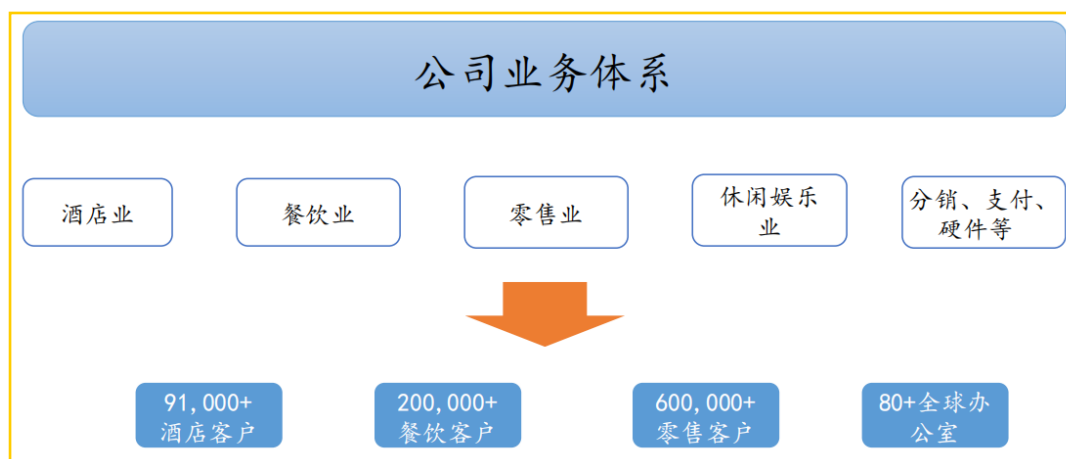 公司业务体系
酒店业
餐饮业
零售业
休闲娱乐
业
分销、支付、
硬件等
91,000+
酒店客户
200,000+
餐饮客户
600,000+
零售客户
80+全球办
公室